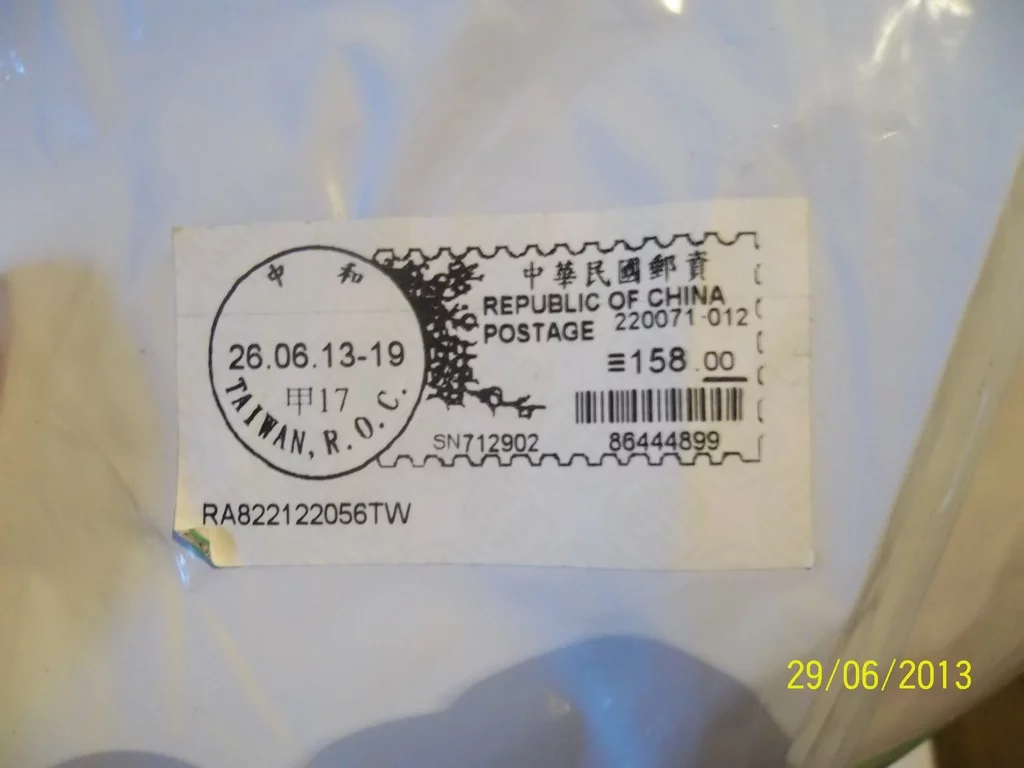 中和
26.06.13-19
甲17
TAIWAN, R.O.C.
中華民國郵資
REPUBLIC OF CHINA
POSTAGE 220071-012
≡158.00
SN712902 86444899
RA822122056TW
29/06/2013